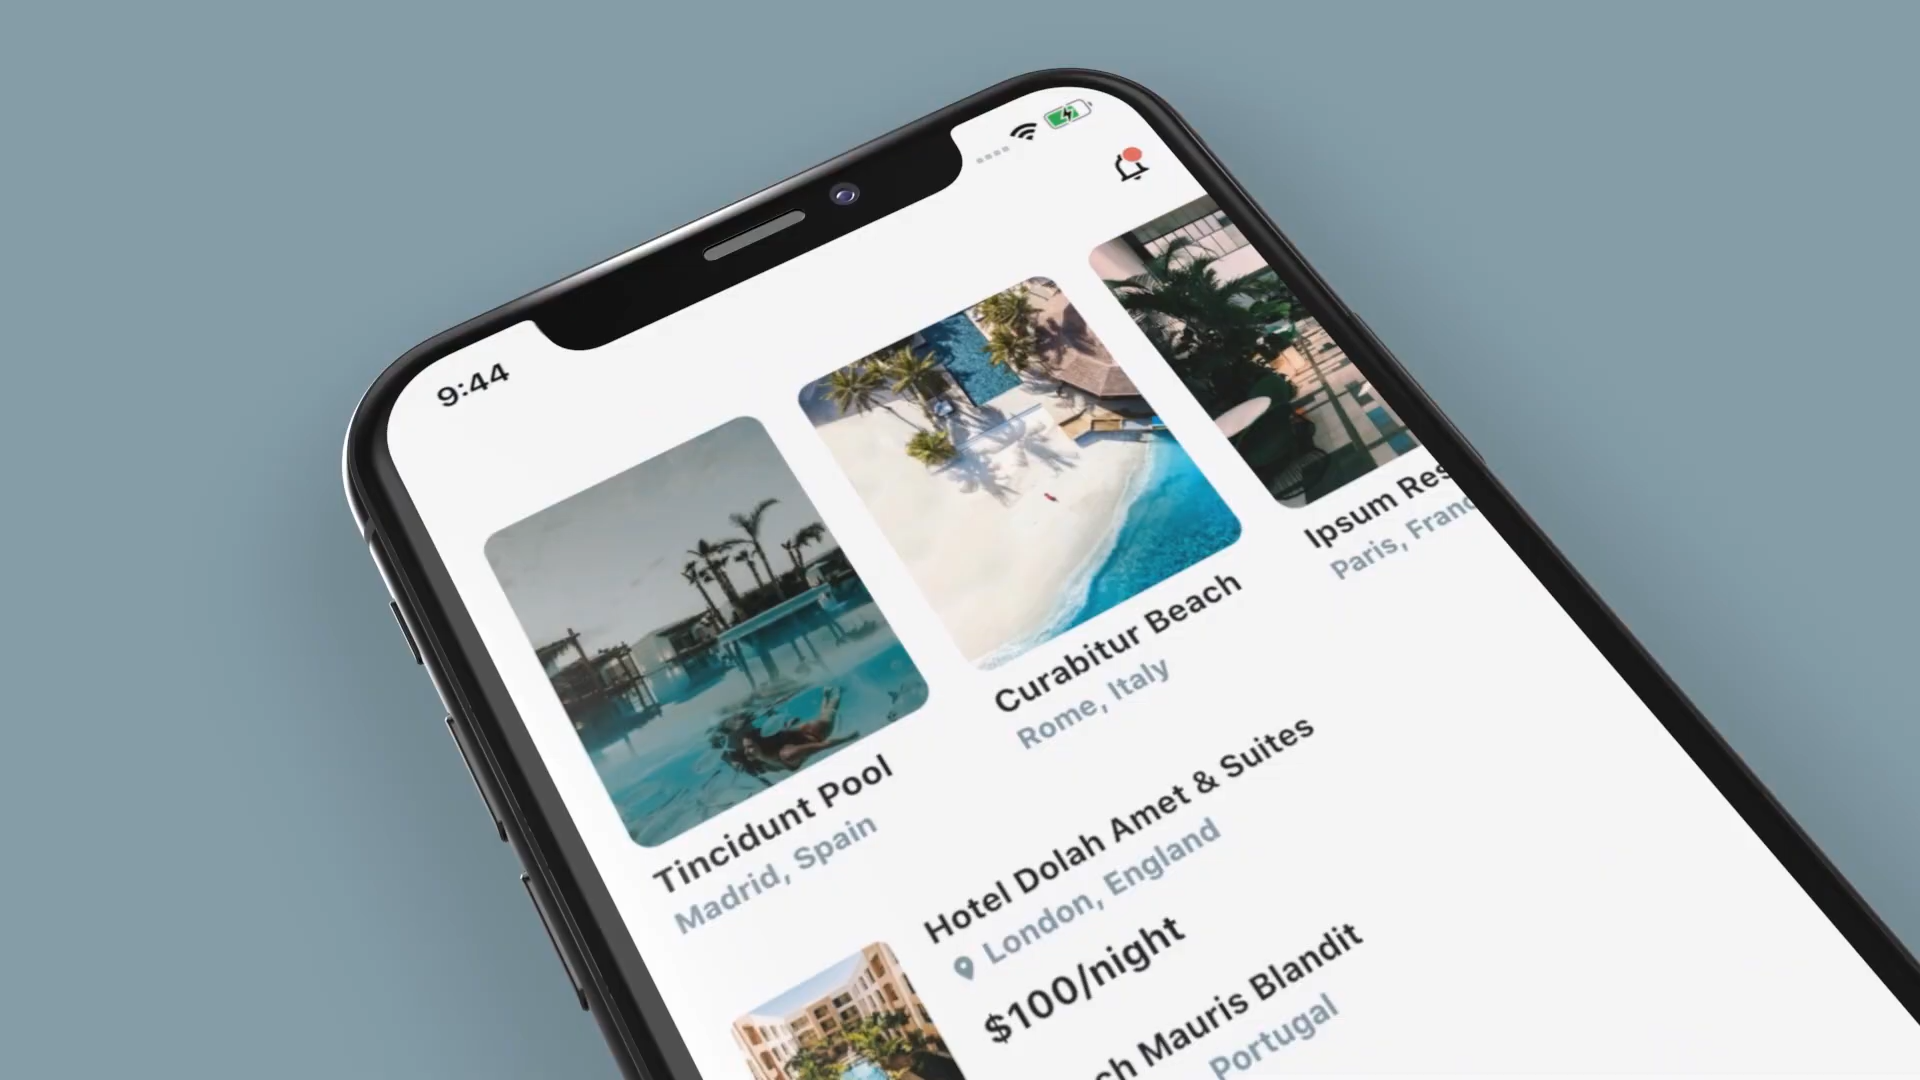 9:44
Tincidunt Pool
Madrid, Spain
Curabitur Beach
Rome, Italy
Ipsum Res
Paris, Franc
Hotel Dolah Amet & Suites
London, England
$100/night
ch Mauris Blandit
Portugal